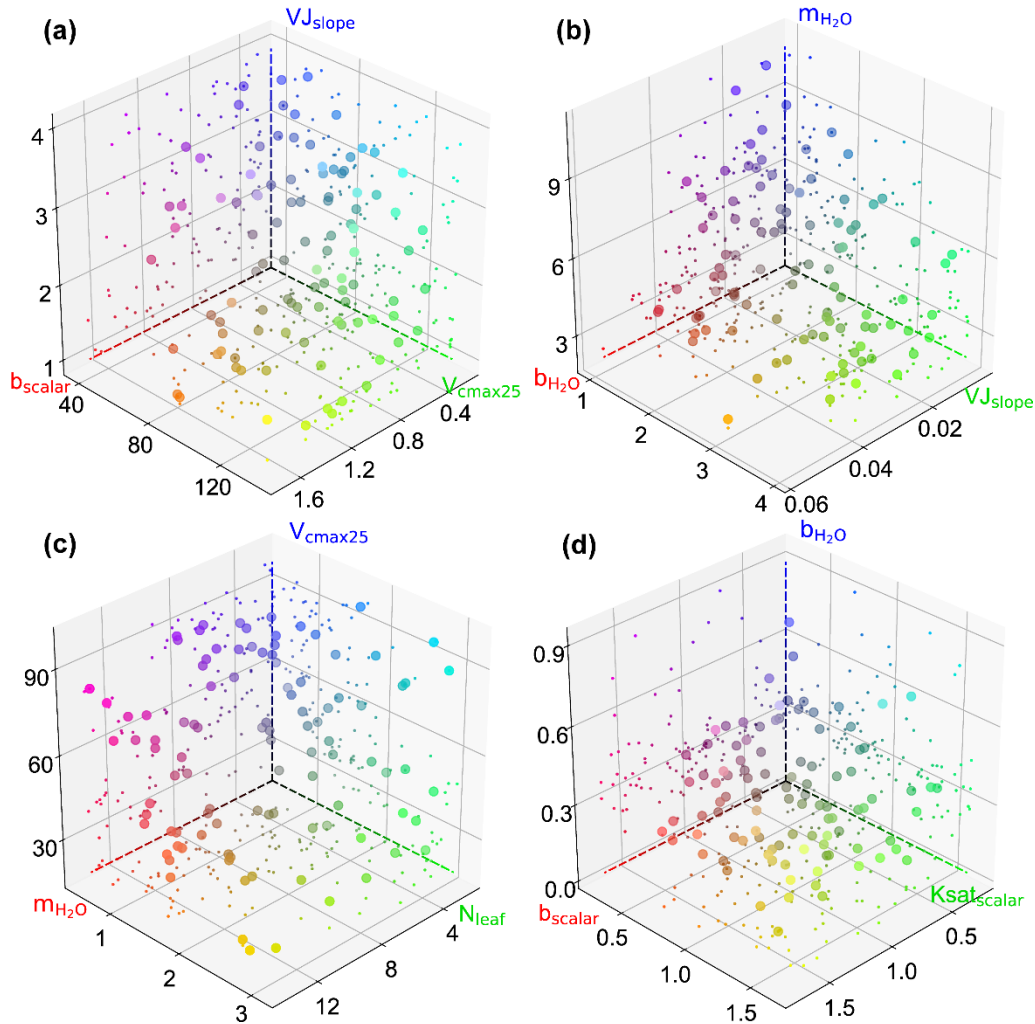 (a)
VJslope
4
3
2
1
bscalar
40
80
120
1.6
1.2
0.8
0.4
Vcmax25
(b)
mH2O
9
6
3
bH2O
1
2
3
4
0.06
0.04
0.02
VJslope
(c)
Vcmax25
90
60
30
mH2O
1
2
3
12
8
4
Nleaf
(d)
bH2O
0.9
0.6
0.3
0.0
bscalar
0.5
1.0
1.5
1.5
1.0
0.5
Ksatscalar